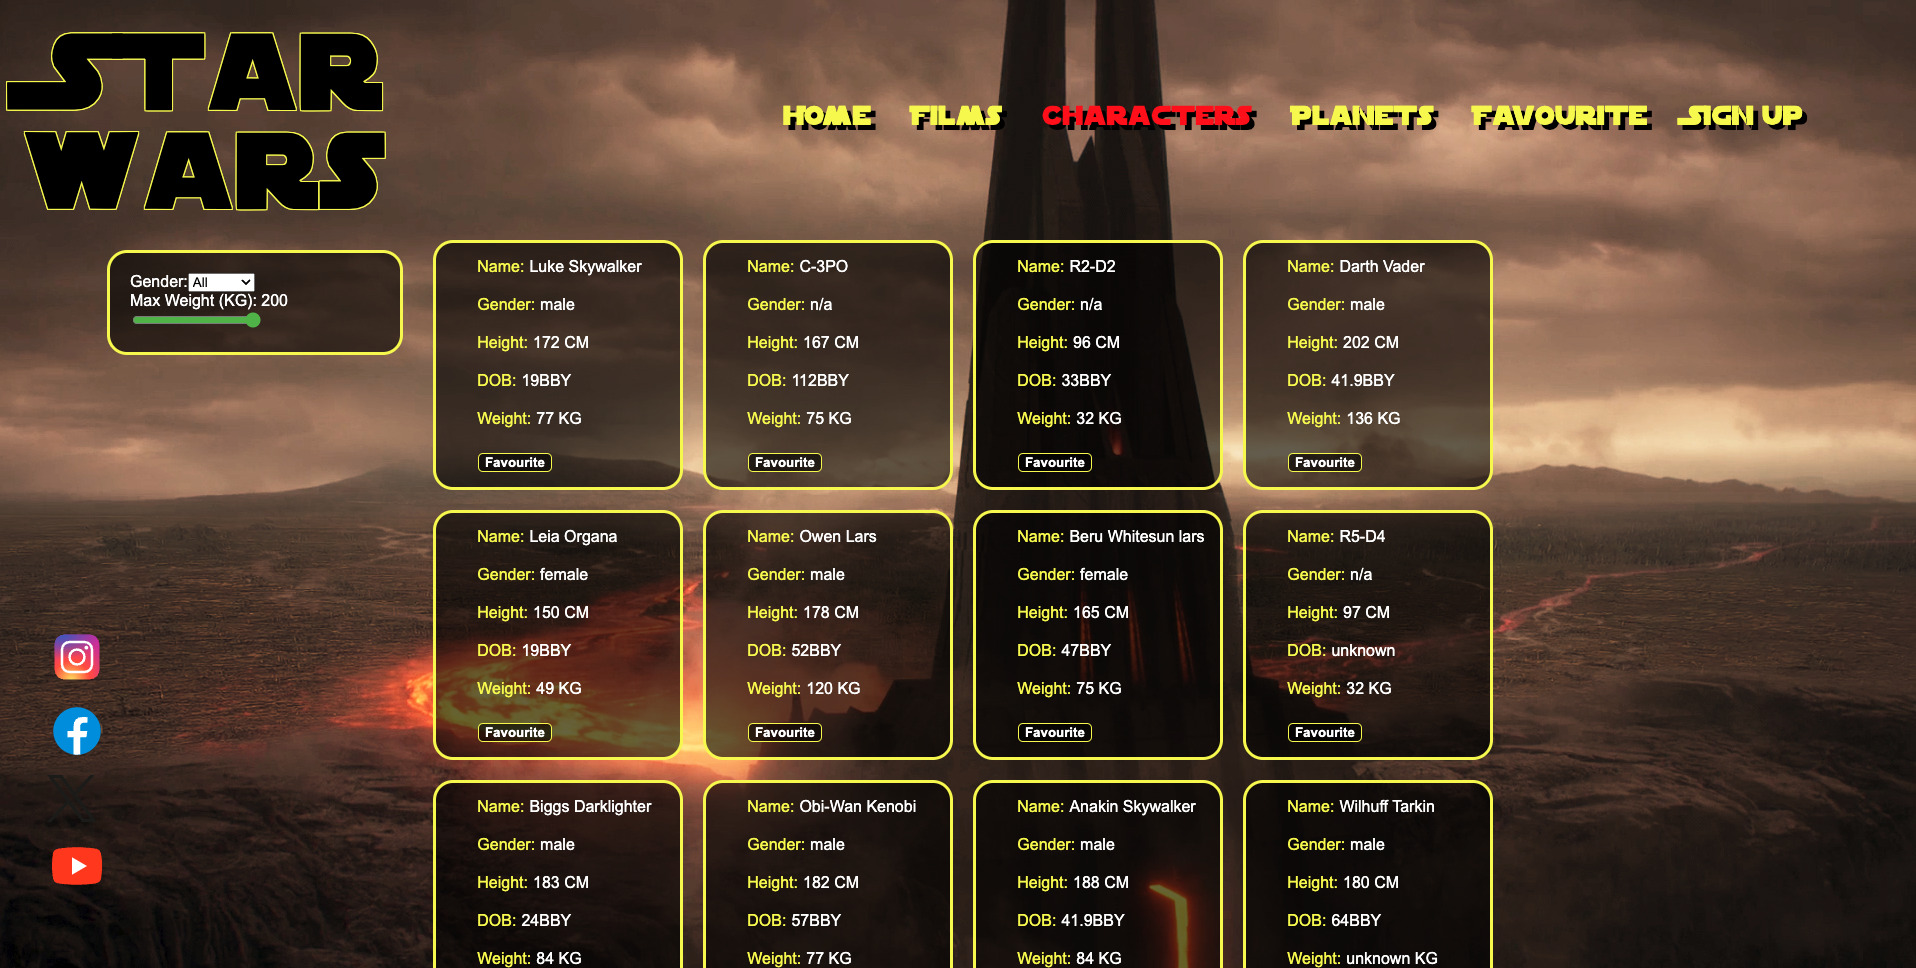 STAR
WARS
HOME FILMS CHARACTERS PLANETS FAVOURITE SIGN UP
Gender: All
Max Weight (KG): 200
Name: Luke Skywalker
Gender: male
Height: 172 CM
DOB: 19BBY
Weight: 77 KG
Favourite
Name: C-3PO
Gender: n/a
Height: 167 CM
DOB: 112BBY
Weight: 75 KG
Favourite
Name: R2-D2
Gender: n/a
Height: 96 CM
DOB: 33BBY
Weight: 32 KG
Favourite
Name: Darth Vader
Gender: male
Height: 202 CM
DOB: 41.9BBY
Weight: 136 KG
Favourite
Name: Leia Organa
Gender: female
Height: 150 CM
DOB: 19BBY
Weight: 49 KG
Favourite
Name: Owen Lars
Gender: male
Height: 178 CM
DOB: 52BBY
Weight: 120 KG
Favourite
Name: Beru Whitesun lars
Gender: female
Height: 165 CM
DOB: 47BBY
Weight: 75 KG
Favourite
Name: R5-D4
Gender: n/a
Height: 97 CM
DOB: unknown
Weight: 32 KG
Favourite
Name: Biggs Darklighter
Gender: male
Height: 183 CM
DOB: 24BBY
Weight: 84 KG
Name: Obi-Wan Kenobi
Gender: male
Height: 182 CM
DOB: 57BBY
Weight: 77 KG
Name: Anakin Skywalker
Gender: male
Height: 188 CM
DOB: 41.9BBY
Weight: 84 KG
Name: Wilhuff Tarkin
Gender: male
Height: 180 CM
DOB: 64BBY
Weight: unknown KG